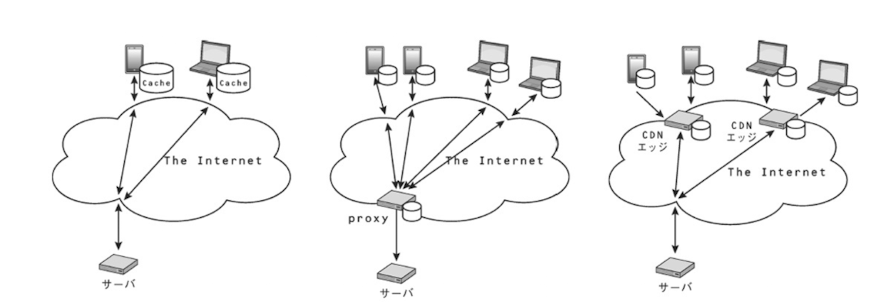 Cache
Cache
The Internet
サーバ
The Internet
proxy
サーバ
CDN
エッジ
CDN
エッジ
The Internet
サーバ